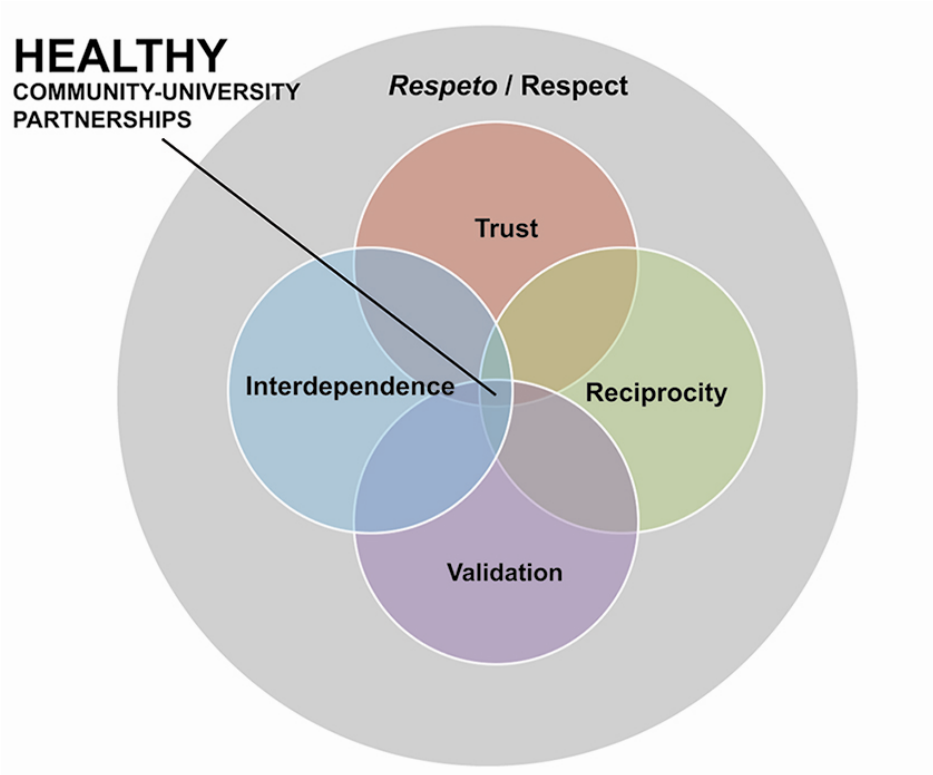 HEALTHY
COMMUNITY-UNIVERSITY
PARTNERSHIPS
Respeto / Respect
Trust
Interdependence
Reciprocity
Validation